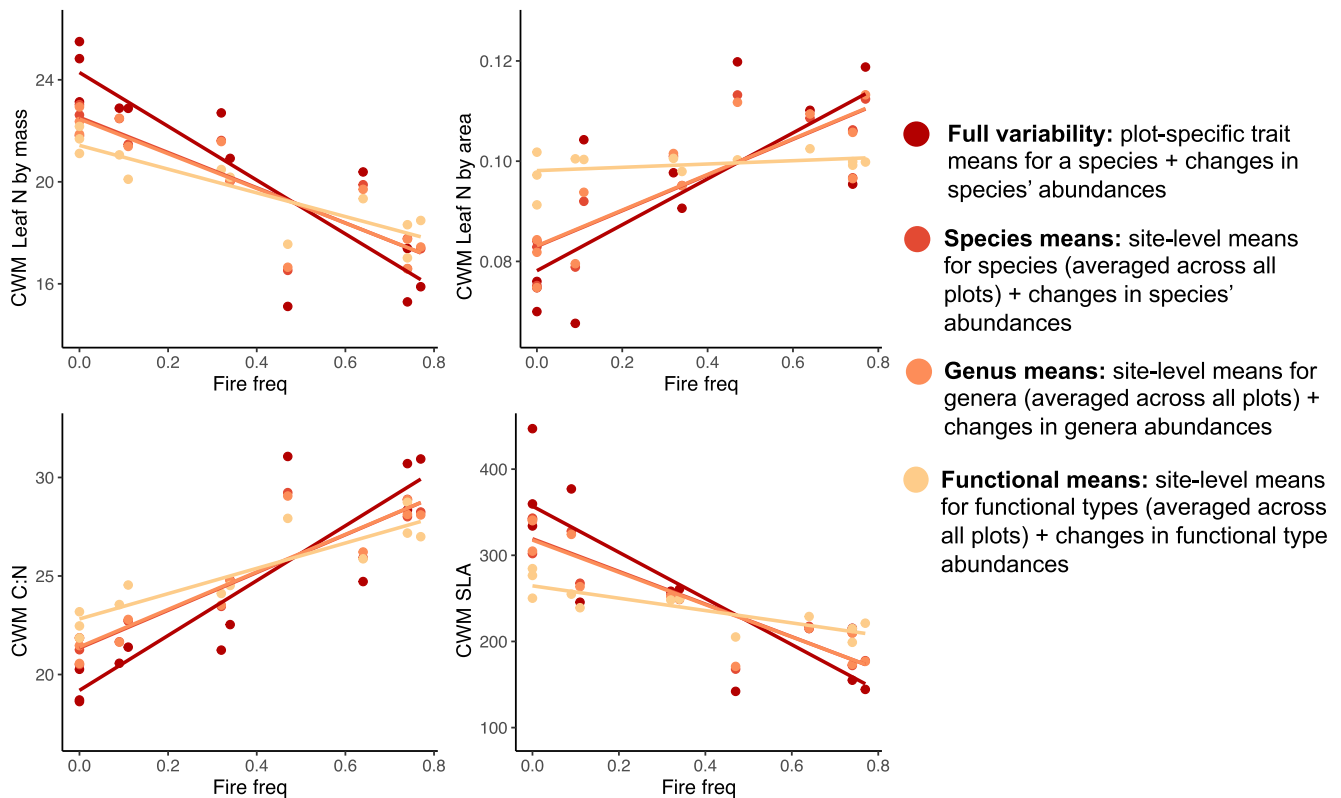 CWM Leaf N by mass
24
20
16
0.0 0.2 0.4 0.6 0.8
Fire freq
CWM Leaf N by area
0.12
0.10
0.08
0.0 0.2 0.4 0.6 0.8
Fire freq
CWM C:N
30
25
20
0.0 0.2 0.4 0.6 0.8
Fire freq
CWM SLA
400
300
200
100
0.0 0.2 0.4 0.6 0.8
Fire freq
Full variability: plot-specific trait
means for a species + changes in
species’ abundances
Species means: site-level means
for species (averaged across all
plots) + changes in species’
abundances
Genus means: site-level means for
genera (averaged across all plots) +
changes in genera abundances
Functional means: site-level means
for functional types (averaged across
all plots) + changes in functional type
abundances